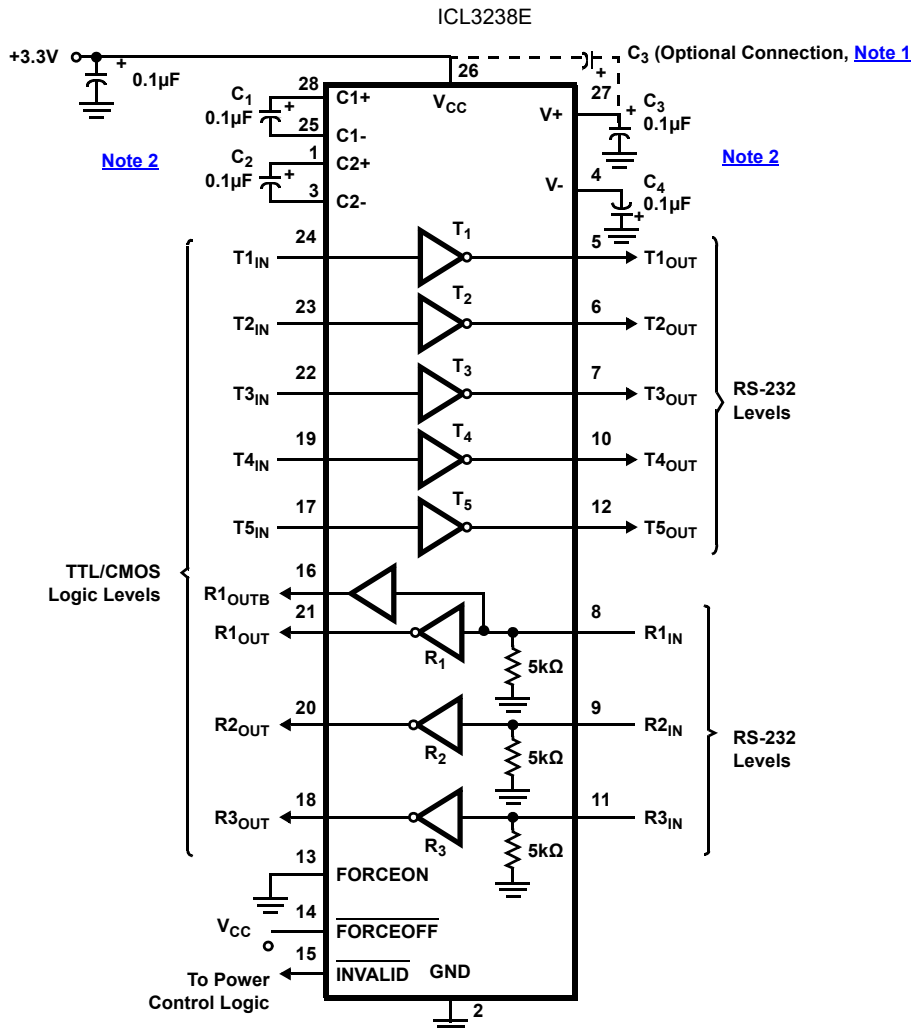 ICL3238E
+3.3V
+
0.1µF
C3 (Optional Connection, Note 1
+
26
28
C1
0.1µF
+
C1+
VCC
27
V+
+
C3
0.1µF
25
C1-
Note 2
1
C2
0.1µF
+
C2+
Note 2
3
C2-
4
V-
C4
0.1µF
+
24
T1IN
T1
5
T1OUT
23
T2IN
T2
6
T2OUT
22
T3IN
T3
7
T3OUT
RS-232
Levels
19
T4IN
T4
10
T4OUT
17
T5IN
T5
12
T5OUT
TTL/CMOS
Logic Levels
16
R1OUTB
21
R1OUT
R1
8
R1IN
5kΩ
20
R2OUT
R2
9
R2IN
5kΩ
RS-232
Levels
18
R3OUT
R3
11
R3IN
5kΩ
13
FORCEON
14
VCC
FORCEOFF
15
To Power
Control Logic
INVALID
GND
2